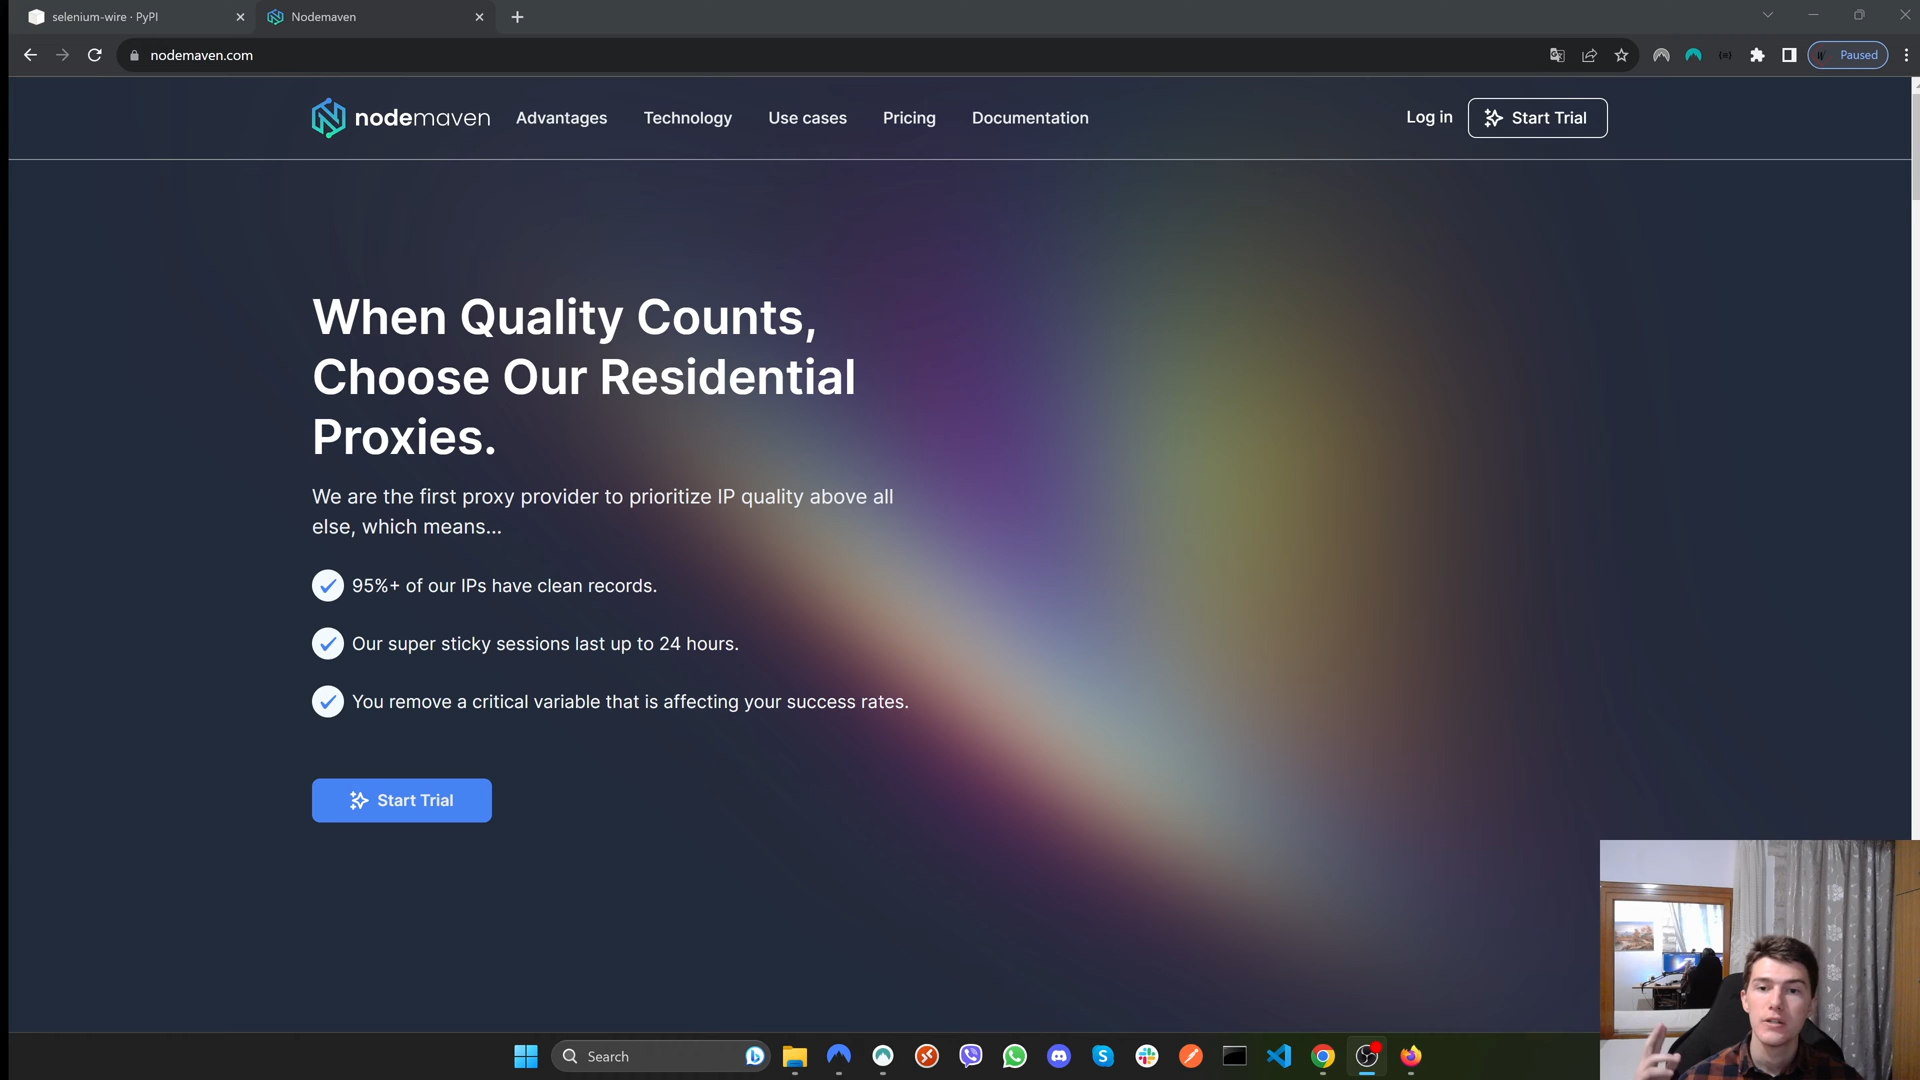 selenium-wire · PyPI
Nodemaven
nodemaven.com
Paused
nodemaven
Advantages
Technology
Use cases
Pricing
Documentation
Log in
Start Trial
When Quality Counts,
Choose Our Residential
Proxies.
We are the first proxy provider to prioritize IP quality above all
else, which means...
95%+ of our IPs have clean records.
Our super sticky sessions last up to 24 hours.
You remove a critical variable that is affecting your success rates.
Start Trial
Search